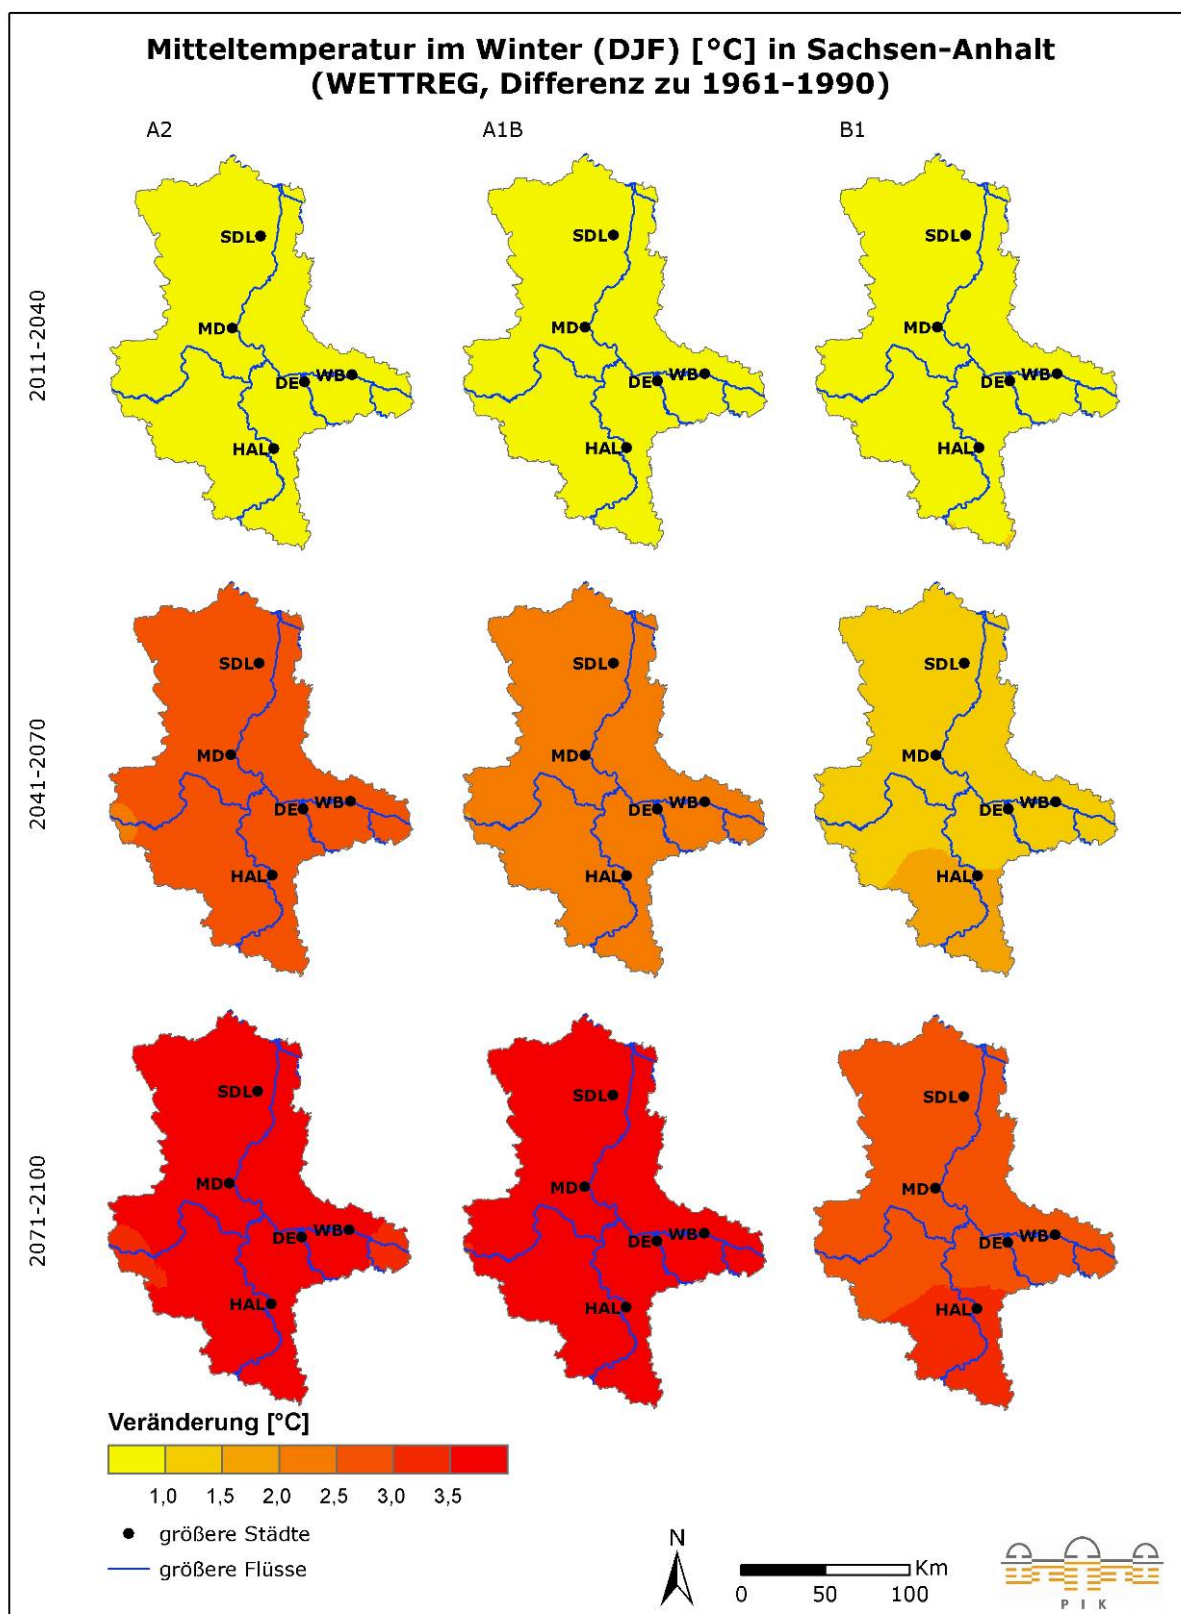 Mitteltemperatur im Winter (DJF) [°C] in Sachsen-Anhalt
(WETTREG, Differenz zu 1961-1990)
A2 A1B B1
2011-2040
SDL SDL SDL
MD MD MD
DE WB DE WB DE WB
HAL HAL HAL
2041-2070
SDL SDL SDL
MD MD MD
DE WB DE WB DE WB
HAL HAL HAL
2071-2100
SDL SDL SDL
MD MD MD
DE WB DE WB DE WB
HAL HAL HAL
Veränderung [°C]
1,0 1,5 2,0 2,5 3,0 3,5
größere Städte
größere Flüsse
N
Km
0 50 100
P I K